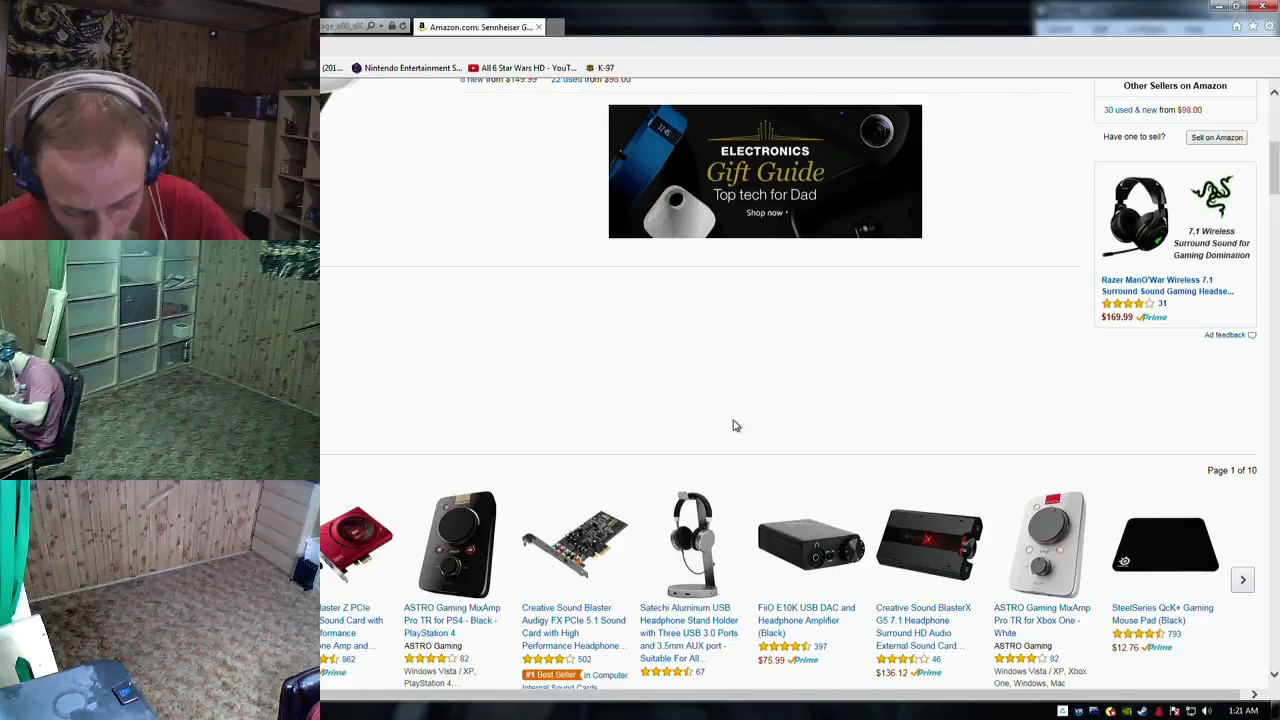 age_o00_s00
Amazon.com: Sennheiser G...
(201...
Nintendo Entertainment S...
All 6 Star Wars HD - YouT...
K-97
8 new from $149.99
22 used from $98.00
Other Sellers on Amazon
30 used & new from $98.00
Have one to sell?
Sell on Amazon
12:45
ELECTRONICS
Gift Guide
Top tech for Dad
Shop now
7.1 Wireless
Surround Sound for
Gaming Domination
Razer ManO'War Wireless 7.1
Surround Sound Gaming Headse...
31
$169.99 Prime
Ad feedback
Page 1 of 10
laster Z PCIe
Sound Card with
formance
ne Amp and...
862
Prime
ASTRO Gaming MixAmp
Pro TR for PS4 - Black -
PlayStation 4
ASTRO Gaming
82
Windows Vista / XP,
PlayStation 4,...
Creative Sound Blaster
Audigy FX PCIe 5.1 Sound
Card with High
Performance Headphone...
502
#1 Best Seller in Computer
Internal Sound Cards
Satechi Aluminum USB
Headphone Stand Holder
with Three USB 3.0 Ports
and 3.5mm AUX port -
Suitable For All...
67
FiiO E10K USB DAC and
Headphone Amplifier
(Black)
397
$75.99 Prime
Creative Sound BlasterX
G5 7.1 Headphone
Surround HD Audio
External Sound Card...
46
$136.12 Prime
ASTRO Gaming MixAmp
Pro TR for Xbox One -
White
ASTRO Gaming
82
Windows Vista / XP, Xbox
One, Windows, Mac
SteelSeries QcK+ Gaming
Mouse Pad (Black)
793
$12.76 Prime
1:21 AM